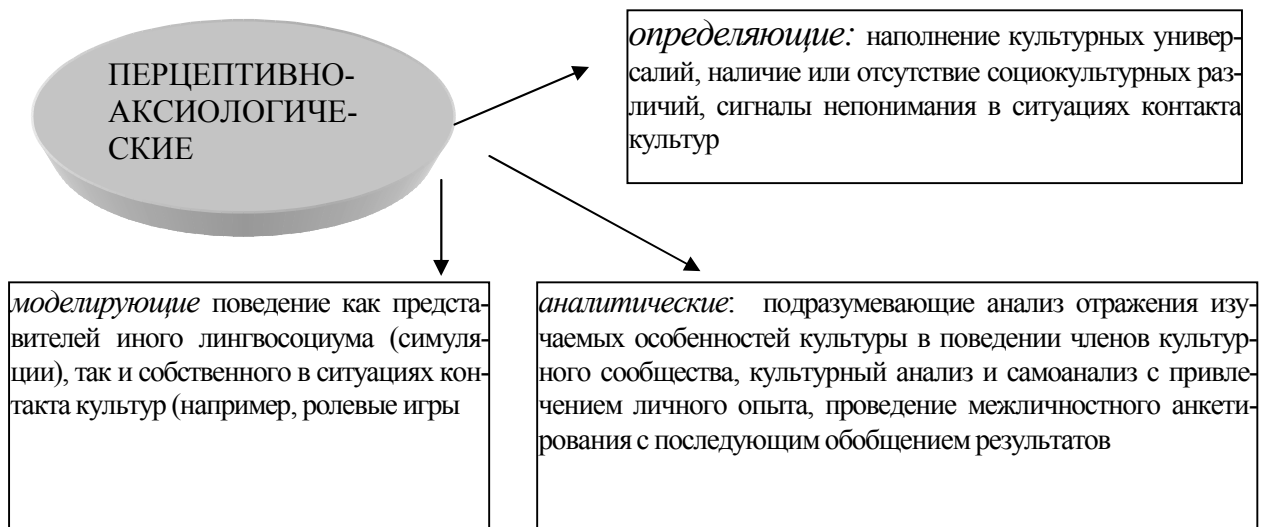 ПЕРЦЕПТИВНО-
АКСИОЛОГИЧЕ-
СКИЕ
определяющие: наполнение культурных универ-
салий, наличие или отсутствие социокультурных раз-
личий, сигналы непонимания в ситуациях контакта
культур
моделирующие поведение как предста-
вителей иного лингвосоциума (симуля-
ции), так и собственного в ситуациях кон-
такта культур (например, ролевые игры
аналитические: подразумевающие анализ отражения изу-
чаемых особенностей культуры в поведении членов культур-
ного сообщества, культурный анализ и самоанализ с привле-
чением личного опыта, проведение межличностного анкети-
рования с последующим обобщением результатов